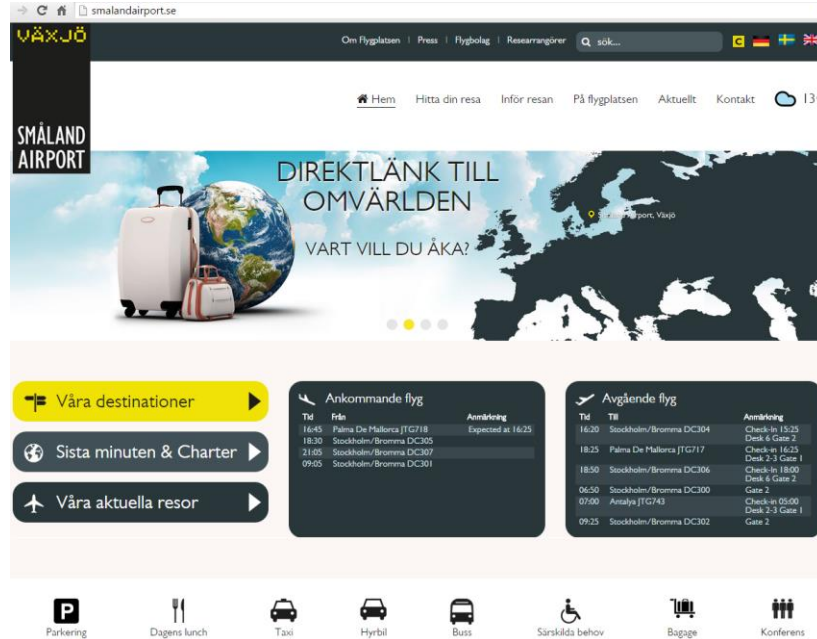 smalandairport.se
VÄXJÖ
Om Flygplatsen | Press | Flygbolag | Researrangörer
sök...
C
Hem Hitta din resa Inför resan På flygplatsen Aktuellt Kontakt
SMÅLAND
AIRPORT
DIREKTLÄNK TILL
OMVÄRLDEN
VART VILL DU ÅKA?
Airport, Växjö
Våra destinationer
Sista minuten & Charter
Våra aktuella resor
Ankommande flyg
Tid Från Anmärkning
16:45 Palma De Mallorca JTG718 Expected at 16:25
18:30 Stockholm/Bromma DC305
21:05 Stockholm/Bromma DC307
09:05 Stockholm/Bromma DC301
Avgående flyg
Tid Till Anmärkning
16:20 Stockholm/Bromma DC304 Check-In 15:25
Desk 6 Gate 2
18:25 Palma De Mallorca JTG717 Check-in 16:25
Desk 2-3 Gate 1
18:50 Stockholm/Bromma DC306 Check-In 18:00
Desk 6 Gate 2
06:50 Stockholm/Bromma DC300 Gate 2
07:00 Antalya JTG743 Check-in 05:00
Desk 2-3 Gate 1
09:25 Stockholm/Bromma DC302 Gate 2
P
Parkering Dagens lunch Taxi Hyrbil Buss Särskilda behov Bagage Konferens